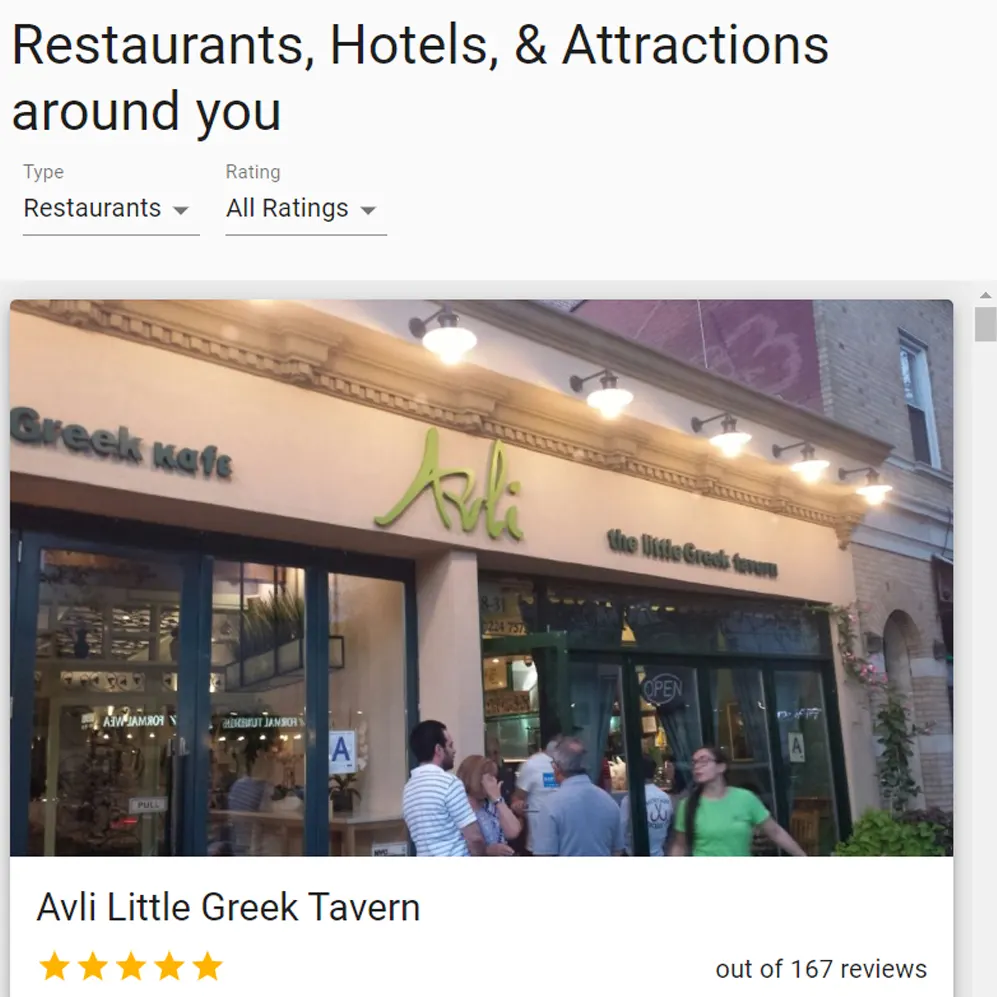 Restaurants, Hotels, & Attractions
around you
Type
Rating
Restaurants
All Ratings
Greek Kafe
Avli
the little Greek tavern
OPEN
A
A
PULL
Avli Little Greek Tavern
out of 167 reviews